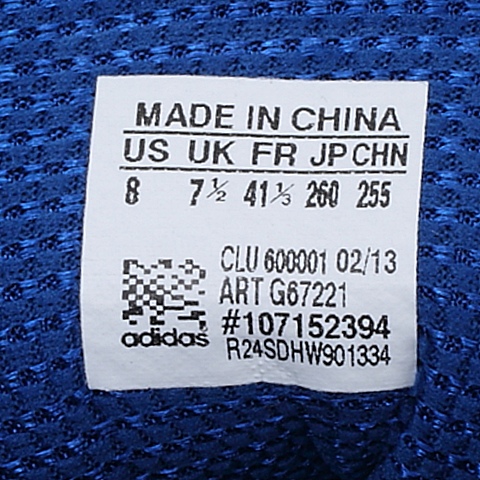 MADE IN CHINA
US UK FR JP CHN
8 7½ 41⅓ 260 255
CLU 600001 02/13
ART G67221
#107152394
adidas
R24SDHW901334